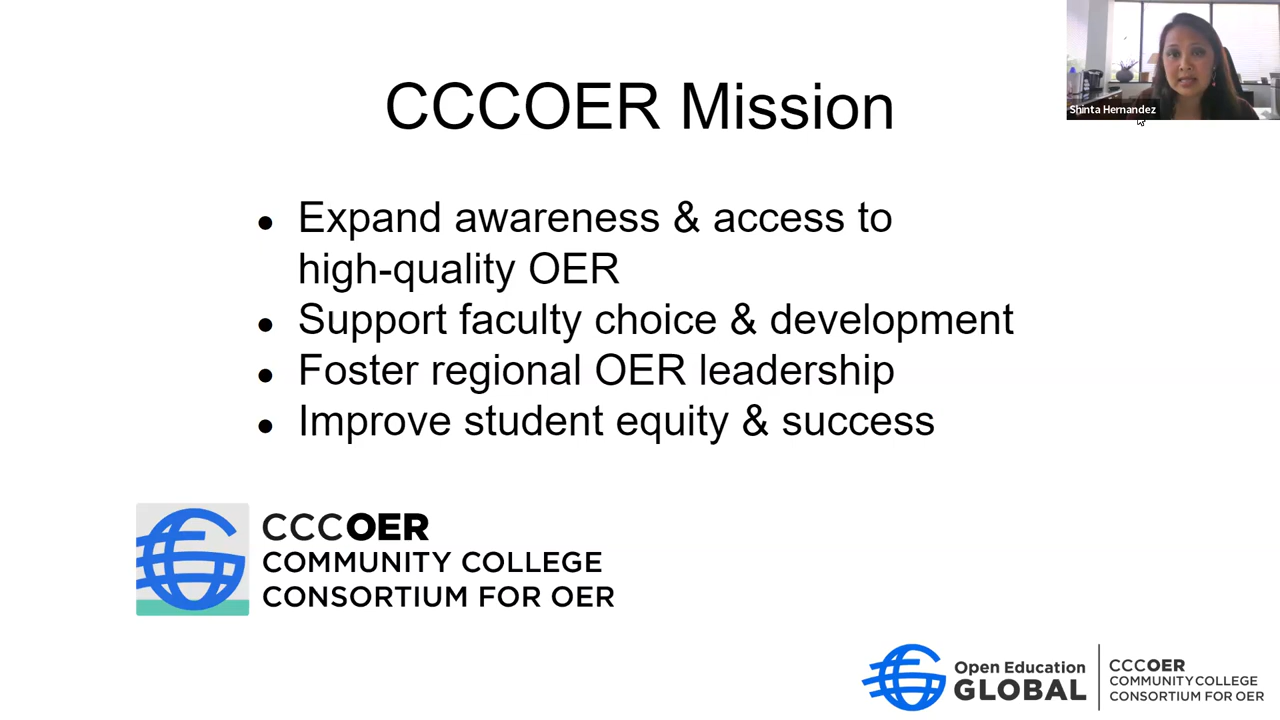 CCCOER Mission
Shinta Hernandez
● Expand awareness & access to
high-quality OER
● Support faculty choice & development
● Foster regional OER leadership
● Improve student equity & success
CCCOER
COMMUNITY COLLEGE
CONSORTIUM FOR OER
Open Education
GLOBAL
CCCOER
COMMUNITY COLLEGE
CONSORTIUM FOR OER